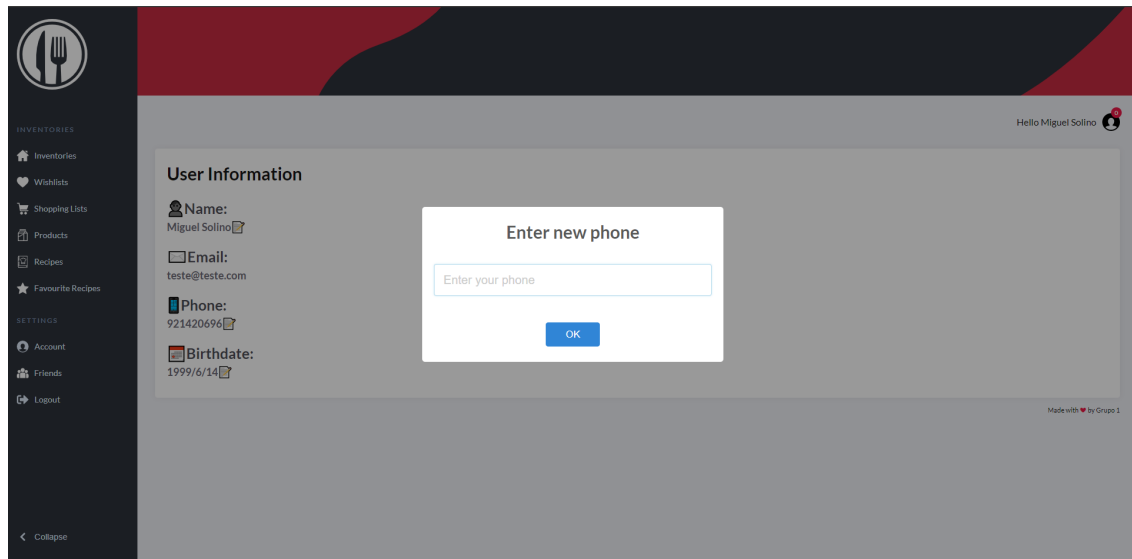 INVENTORIES
Inventories
Wishlists
Shopping Lists
Products
Recipes
Favourite Recipes
SETTINGS
Account
Friends
Logout
Collapse
0
Hello Miguel Solino
User Information
Name:
Miguel Solino
Email:
teste@teste.com
Phone:
921420696
Birthdate:
1999/6/14
Enter new phone
Enter your phone
OK
Made with ♥ by Grupo 1